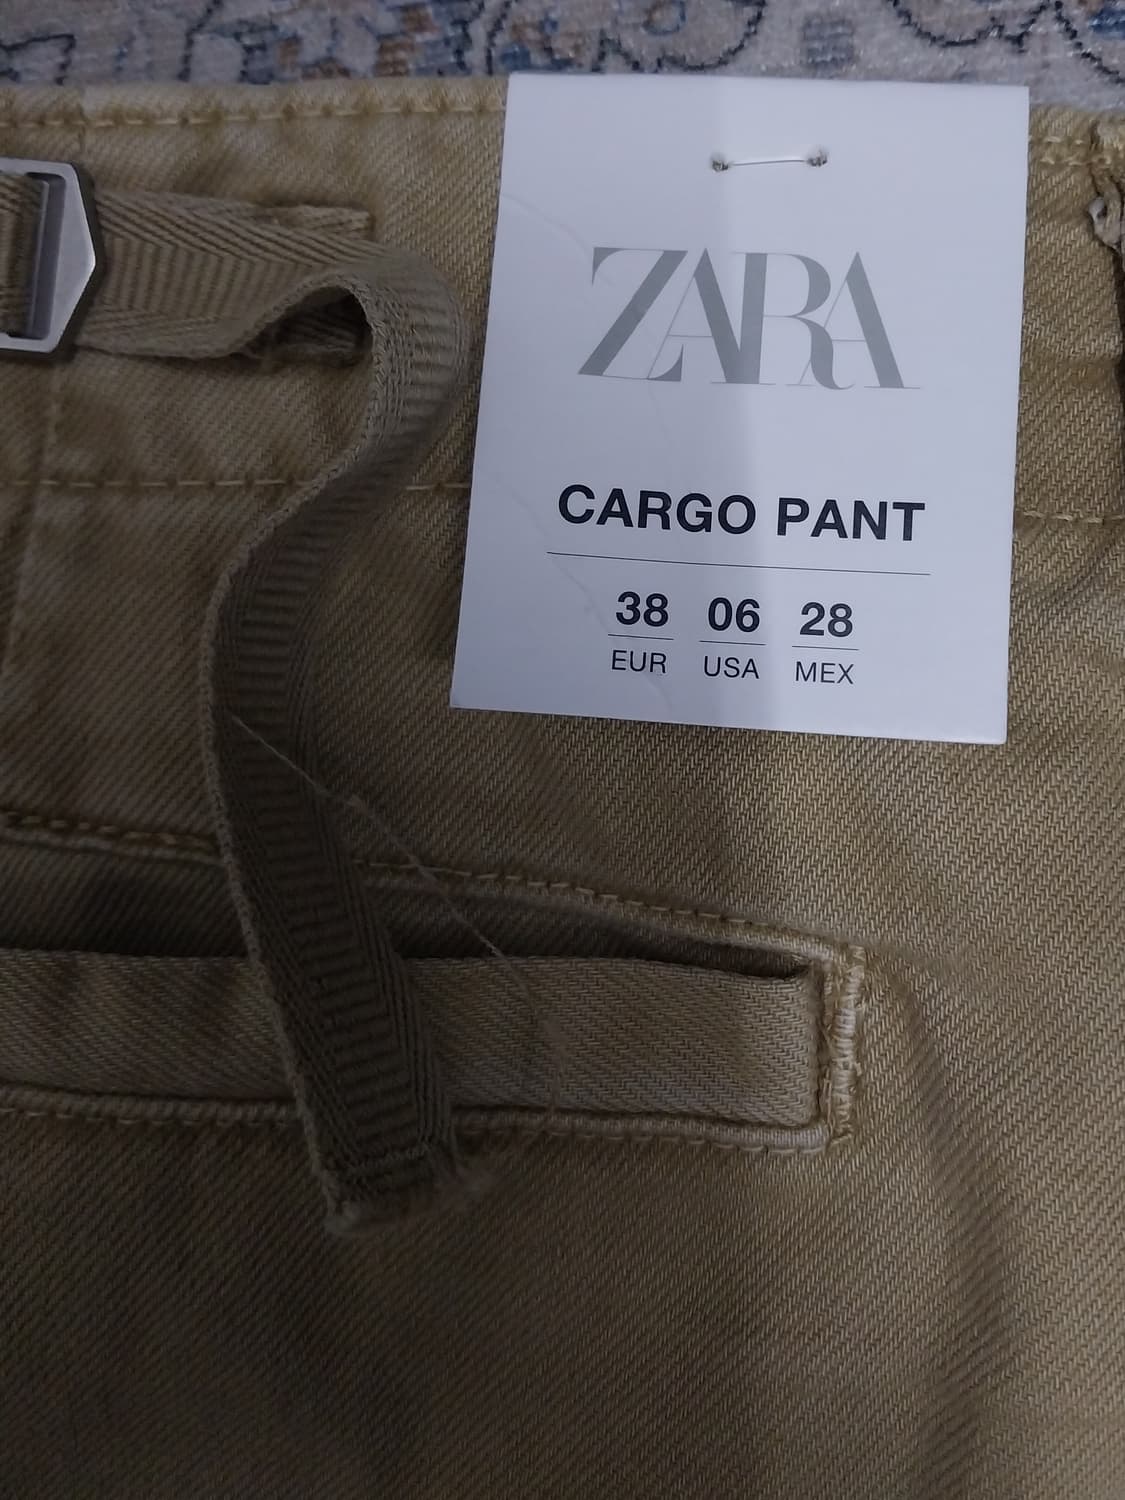 ZARA
CARGO PANT
38 06 28
EUR USA MEX